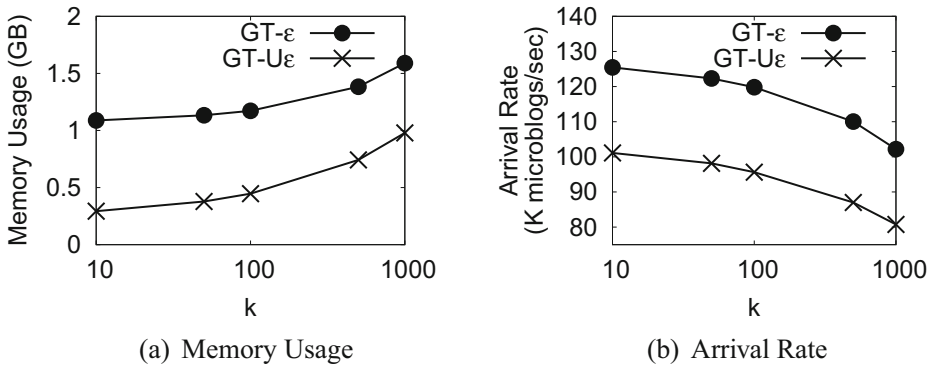 Memory Usage (GB)
2
1.5
1
0.5
0
GT-ε
GT-Uε
10
100
1000
k
(a) Memory Usage
Arrival Rate
(K microblogs/sec)
140
130
120
110
100
90
80
GT-ε
GT-Uε
10
100
1000
k
(b) Arrival Rate